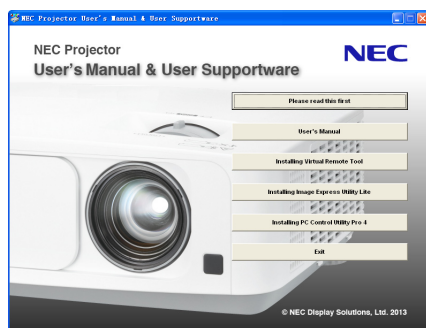 NEC Projector User's Manual & User Supportware
NEC Projector
NEC
User's Manual & User Supportware
Please read this first
User's Manual
Installing Virtual Remote Tool
Installing Image Express Utility Lite
Installing PC Control Utility Pro 4
Exit
© NEC Display Solutions, Ltd. 2013